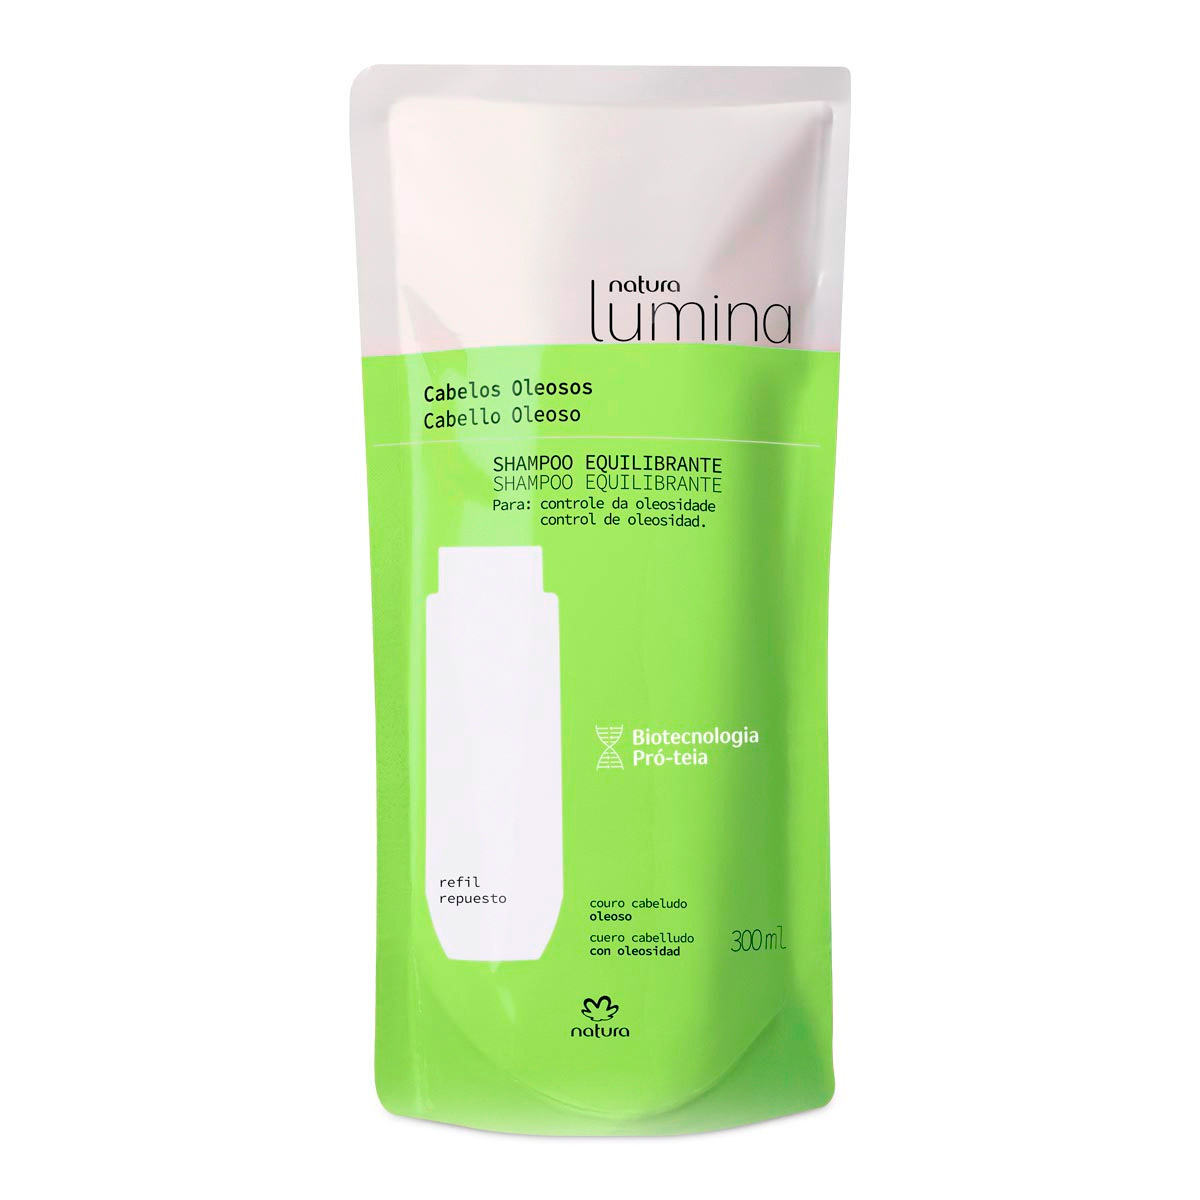 natura
lumina
Cabelos Oleosos
Cabello Oleoso
SHAMPOO EQUILIBRANTE
SHAMPOO EQUILIBRANTE
Para: controle da oleosidade
control de oleosidad.
Biotecnologia
Pró-teia
refil
repuesto
couro cabeludo
oleoso
cuero cabelludo
con oleosidad
300ml
natura